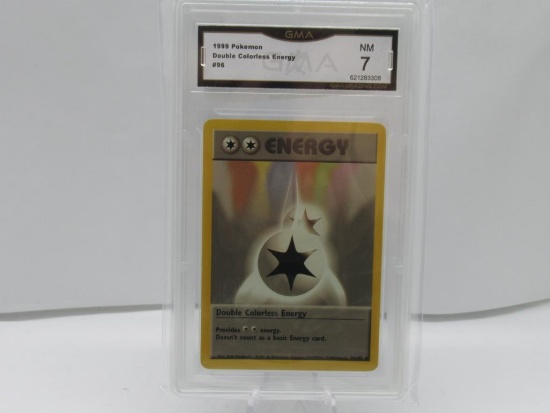 GMA
1999 Pokemon
Double Colorless Energy
#96
NM
7
621283308
ENERGY
Double Colorless Energy
Provides energy.
Doesn't count as a basic Energy card.